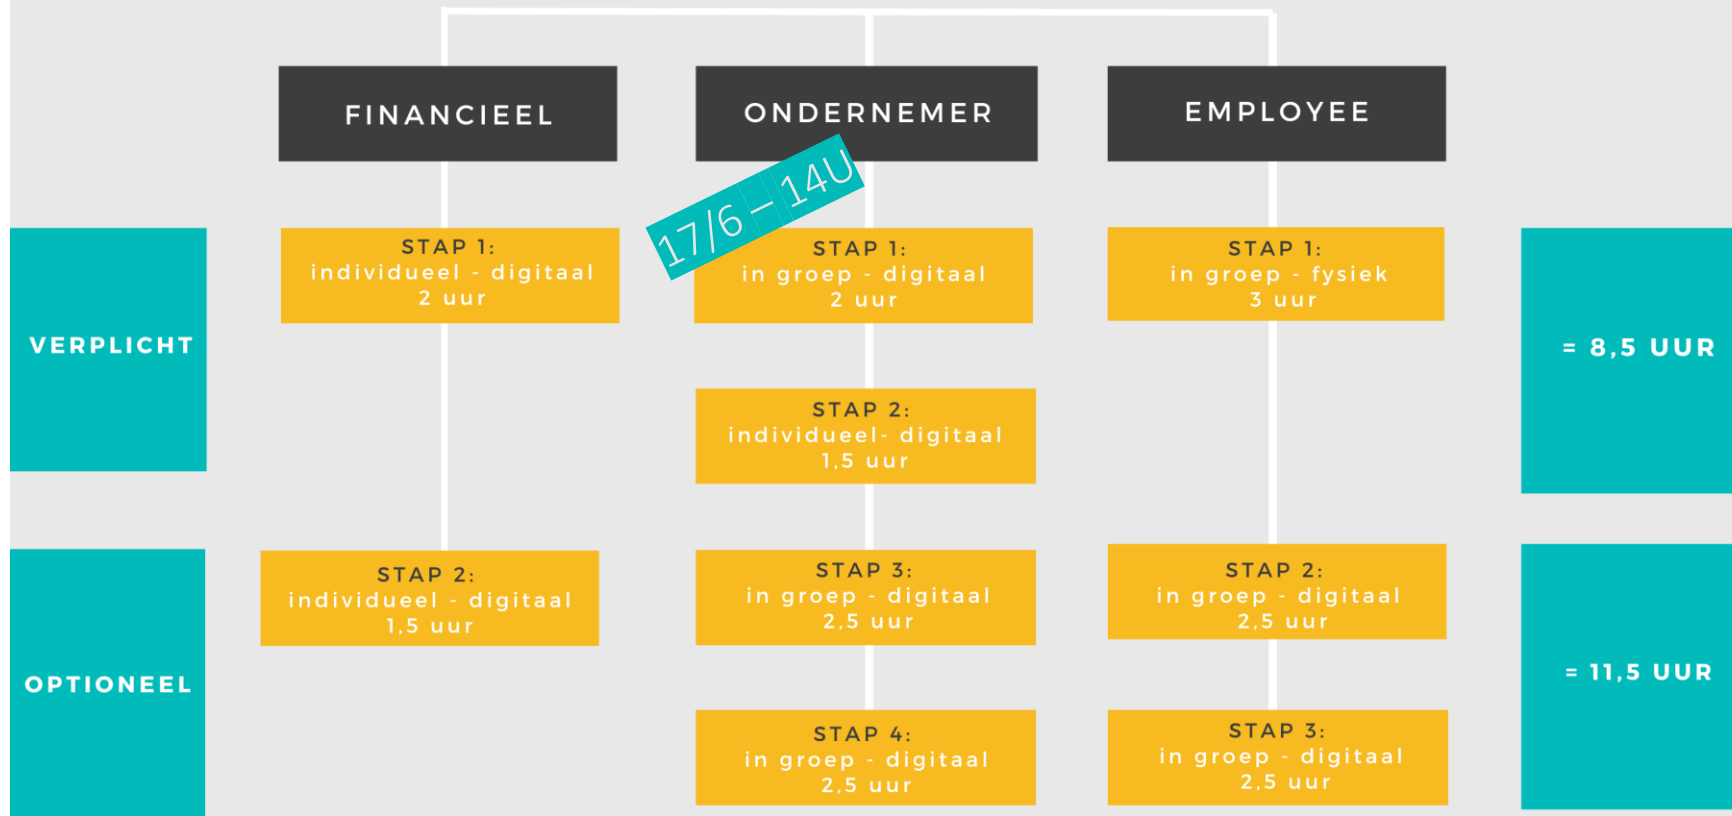 FINANCIEEL
ONDERNEMER
EMPLOYEE
17/6 – 14U
VERPLICHT
STAP 1:
individueel - digitaal
2 uur
STAP 1:
in groep - digitaal
2 uur
STAP 1:
in groep - fysiek
3 uur
= 8,5 UUR
STAP 2:
individueel- digitaal
1,5 uur
OPTIONEEL
STAP 2:
individueel - digitaal
1,5 uur
STAP 3:
in groep - digitaal
2,5 uur
STAP 2:
in groep - digitaal
2,5 uur
= 11,5 UUR
STAP 4:
in groep - digitaal
2,5 uur
STAP 3:
in groep - digitaal
2,5 uur